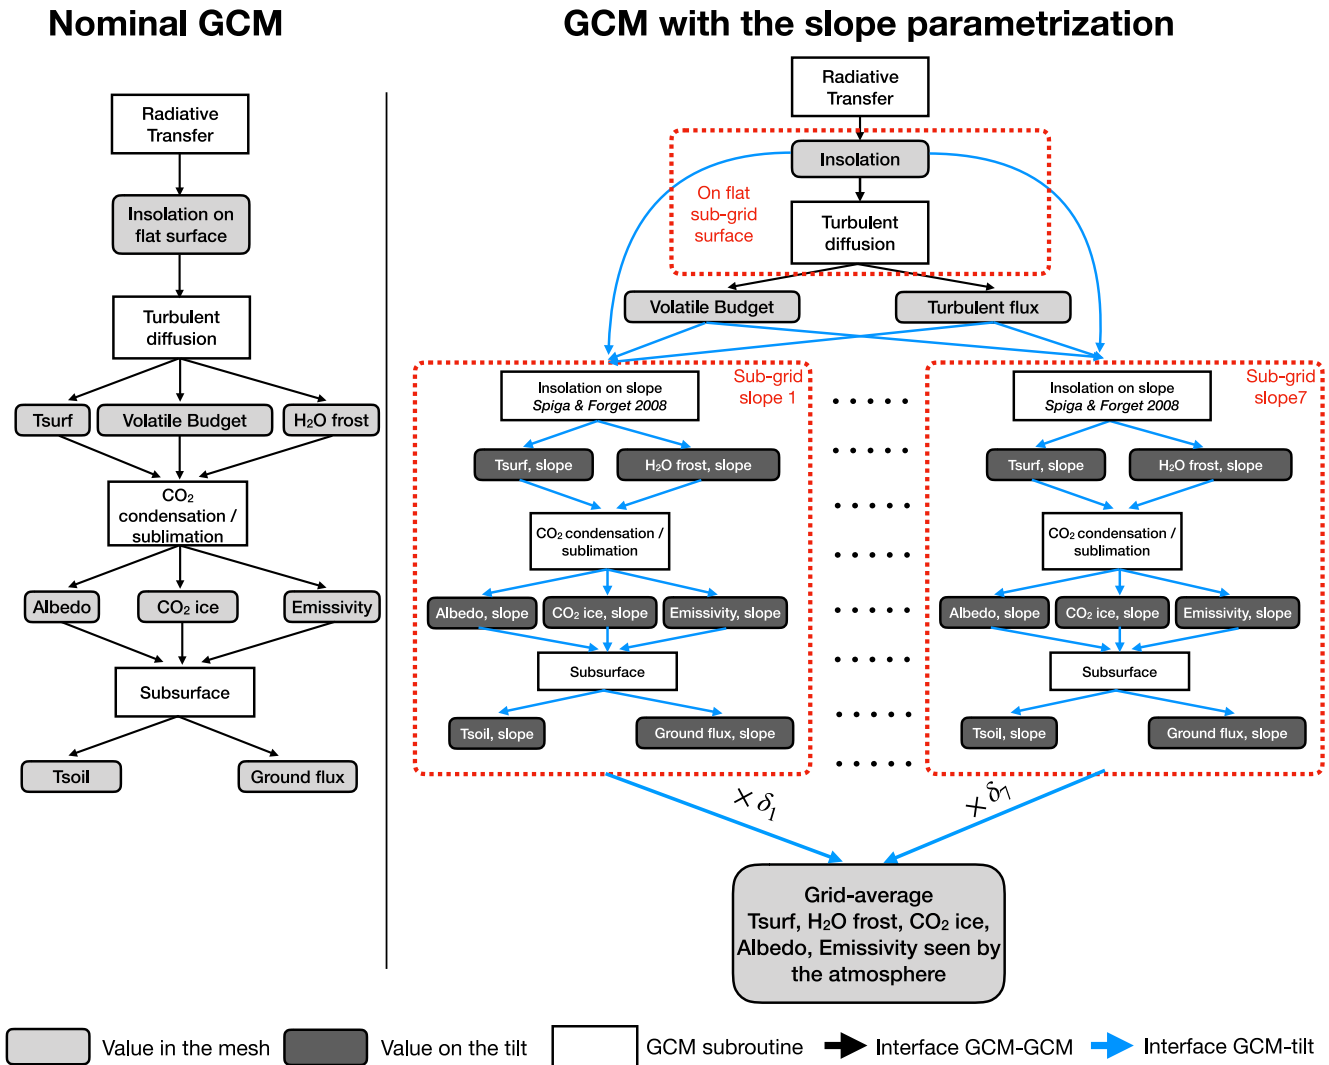 Nominal GCM
Radiative
Transfer
Insolation on
flat surface
Turbulent
diffusion
Tsurf
Volatile Budget
H₂O frost
CO₂
condensation /
sublimation
Albedo
CO₂ ice
Emissivity
Subsurface
Tsoil
Ground flux
GCM with the slope parametrization
Radiative
Transfer
Insolation
On flat
sub-grid
surface
Turbulent
diffusion
Volatile Budget
Turbulent flux
Sub-grid
slope 1
Insolation on slope
Spiga & Forget 2008
Tsurf, slope
H₂O frost, slope
CO₂ condensation /
sublimation
Albedo, slope
CO₂ ice, slope
Emissivity, slope
Subsurface
Tsoil, slope
Ground flux, slope
Sub-grid
slope7
Insolation on slope
Spiga & Forget 2008
Tsurf, slope
H₂O frost, slope
CO₂ condensation /
sublimation
Albedo, slope
CO₂ ice, slope
Emissivity, slope
Subsurface
Tsoil, slope
Ground flux, slope
× δ₁
× δ₇
Grid-average
Tsurf, H₂O frost, CO₂ ice,
Albedo, Emissivity seen by
the atmosphere
Value in the mesh
Value on the tilt
GCM subroutine
Interface GCM-GCM
Interface GCM-tilt